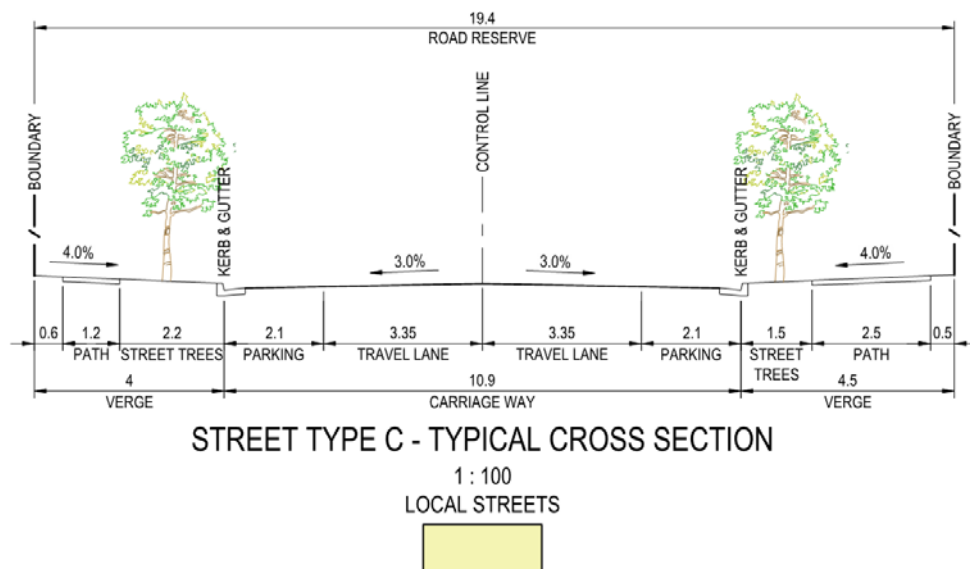 19.4
ROAD RESERVE
BOUNDARY
KERB & GUTTER
CONTROL LINE
KERB & GUTTER
BOUNDARY
4.0%
3.0%
3.0%
4.0%
0.6 1.2 2.2 2.1 3.35 3.35 2.1 1.5 2.5 0.5
PATH STREET TREES PARKING TRAVEL LANE TRAVEL LANE PARKING STREET TREES PATH
4 10.9 4.5
VERGE CARRIAGE WAY VERGE
STREET TYPE C - TYPICAL CROSS SECTION
1 : 100
LOCAL STREETS